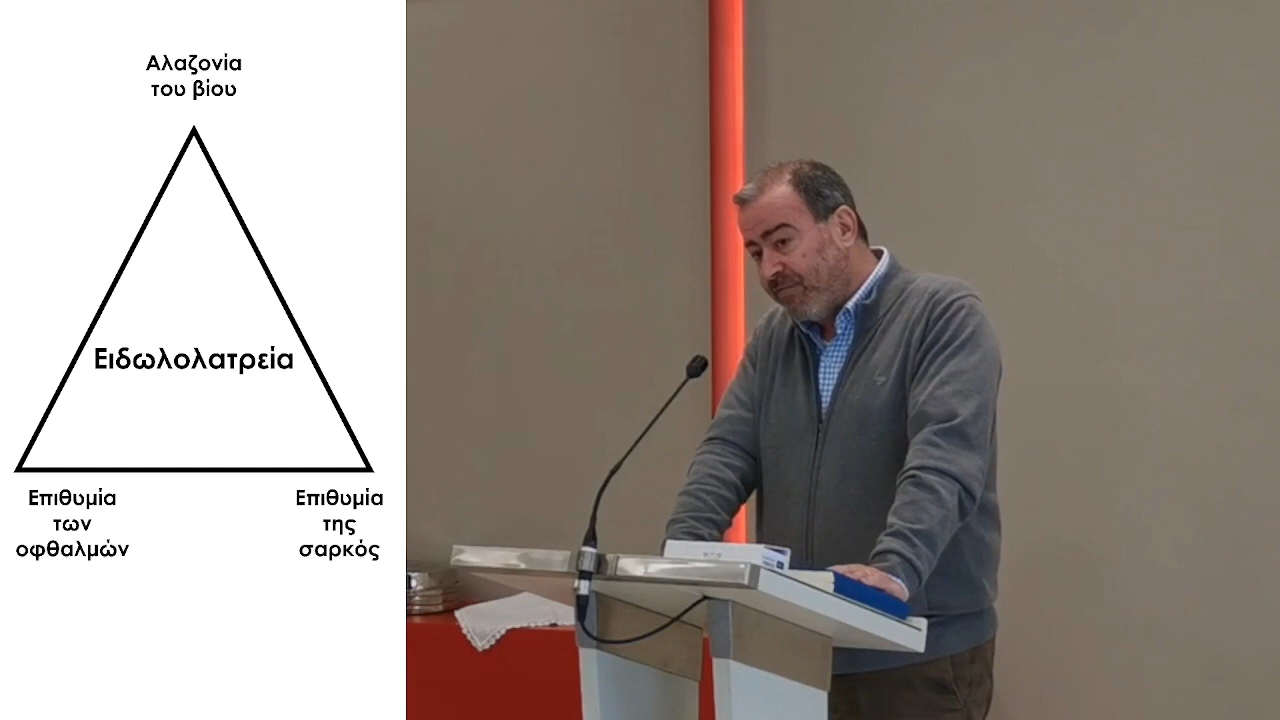 Αλαζονία
του βίου
Ειδωλολατρεία
Επιθυμία
των
οφθαλμών
Επιθυμία
της
σαρκός